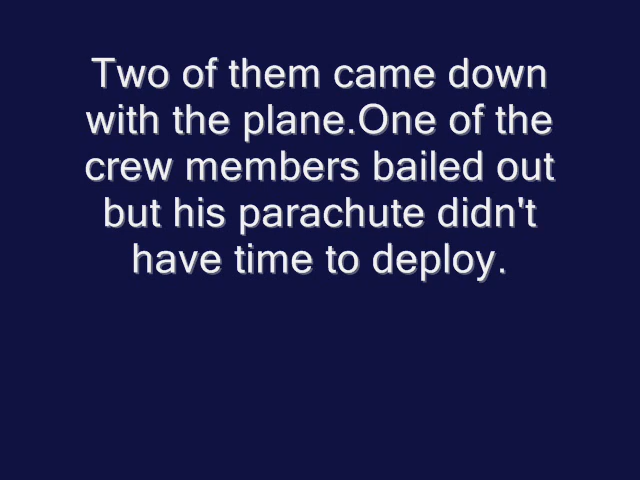 Two of them came down
with the plane.One of the
crew members bailed out
but his parachute didn't
have time to deploy.